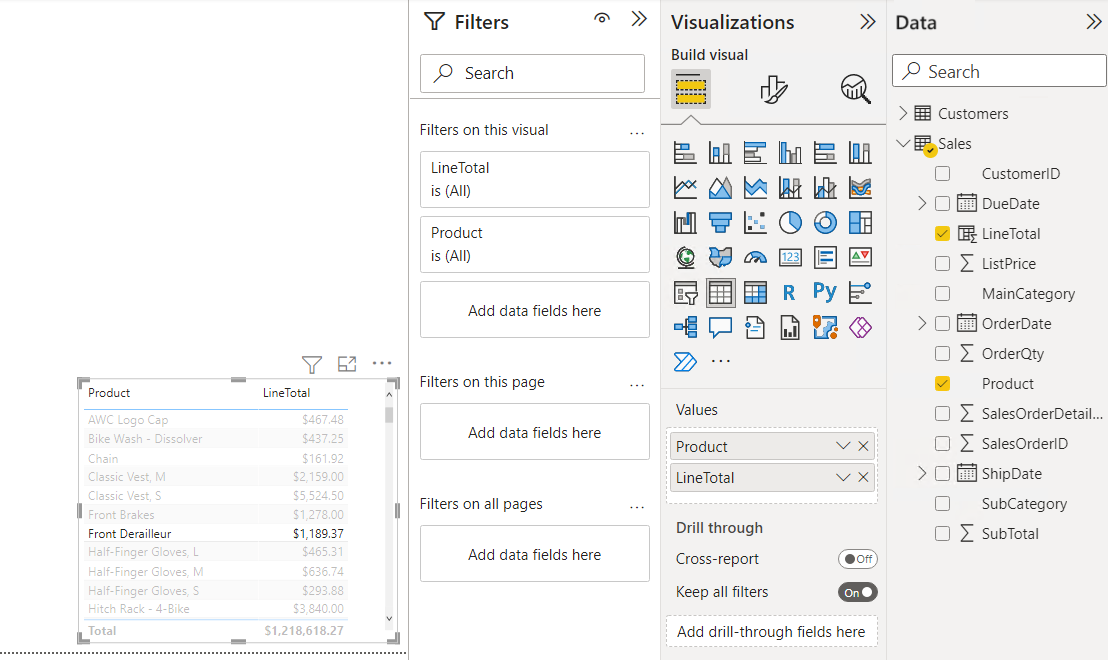 Product LineTotal
AWC Logo Cap $467.48
Bike Wash - Dissolver $437.25
Chain $161.92
Classic Vest, M $2,159.00
Classic Vest, S $5,524.50
Front Brakes $1,278.00
Front Derailleur $1,189.37
Half-Finger Gloves, L $465.31
Half-Finger Gloves, M $636.74
Half-Finger Gloves, S $293.88
Hitch Rack - 4-Bike $3,840.00
Total $1,218,618.27
Filters
Search
Filters on this visual
...
LineTotal
is (All)
Product
is (All)
Add data fields here
Filters on this page
...
Add data fields here
Filters on all pages
...
Add data fields here
Visualizations
Build visual
123
R
Py
...
Values
Product
LineTotal
Drill through
Cross-report
Off
Keep all filters
On
Add drill-through fields here
Data
Search
Customers
Sales
CustomerID
DueDate
LineTotal
ListPrice
MainCategory
OrderDate
OrderQty
Product
SalesOrderDetail...
SalesOrderID
ShipDate
SubCategory
SubTotal